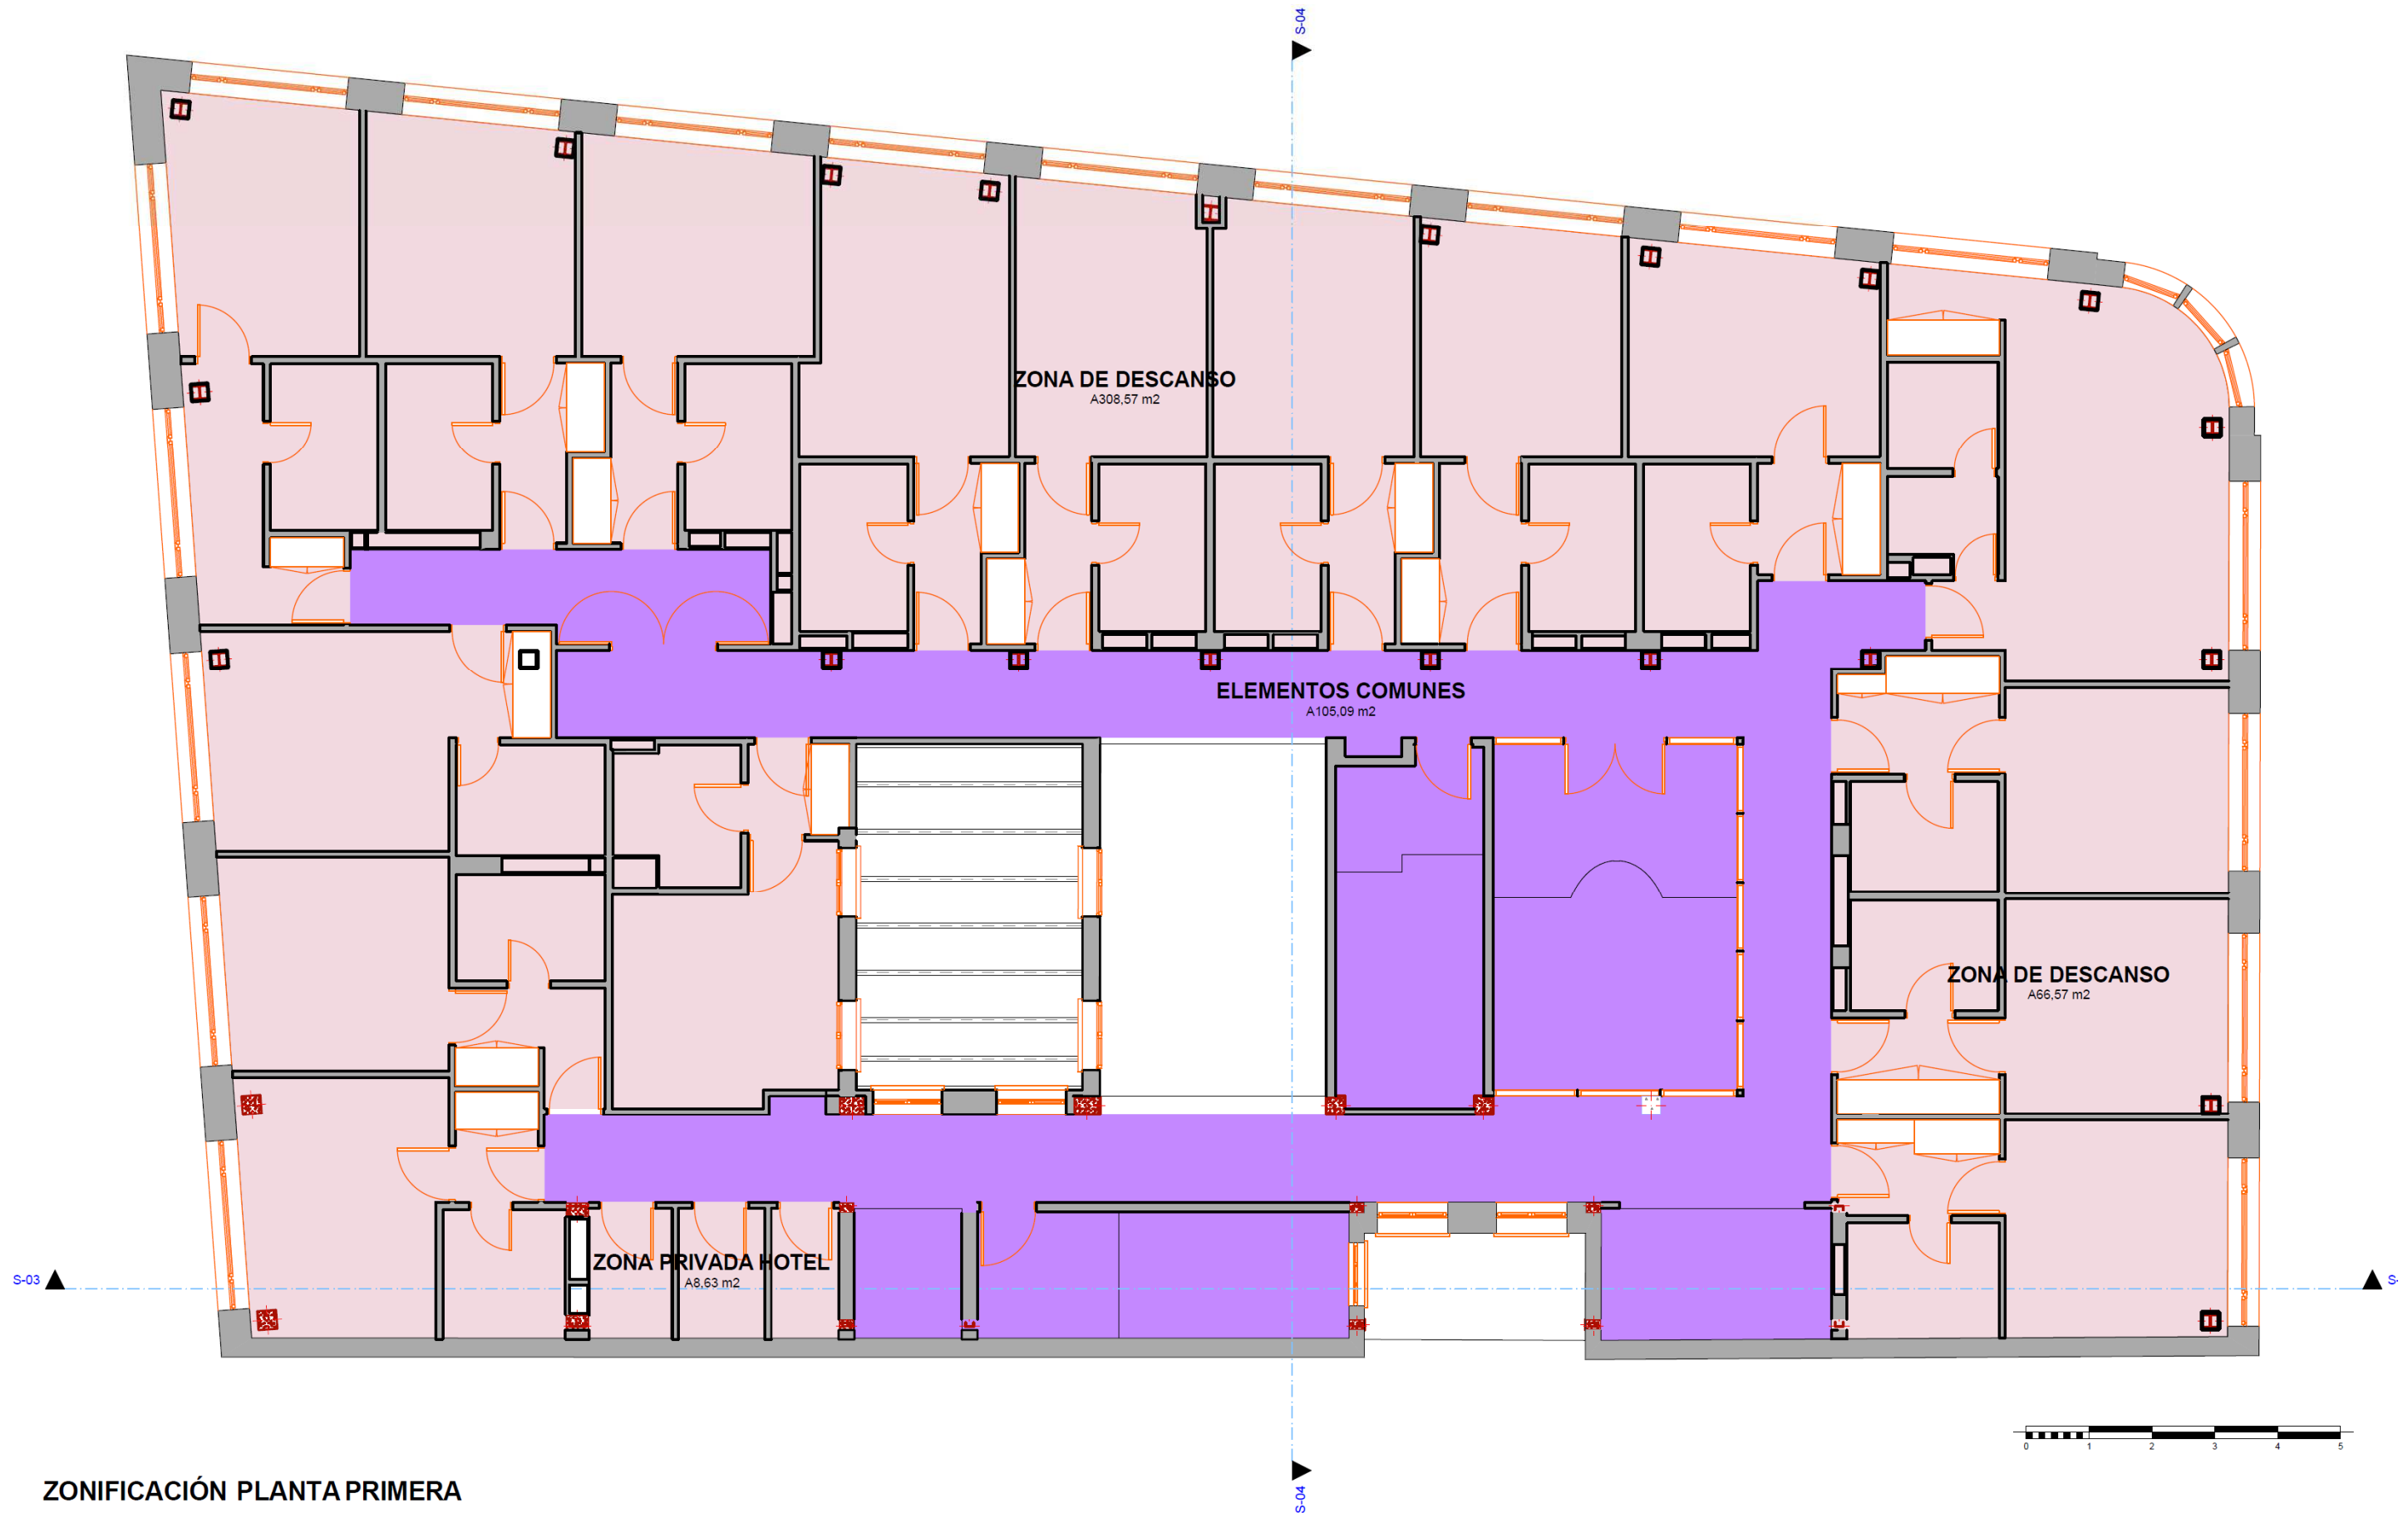 S-04
ZONA DE DESCANSO
A308,57 m2
ELEMENTOS COMUNES
A105,09 m2
ZONA DE DESCANSO
A66,57 m2
ZONA PRIVADA HOTEL
A8,63 m2
S-03
S-
0 1 2 3 4 5
S-04
ZONIFICACIÓN PLANTA PRIMERA